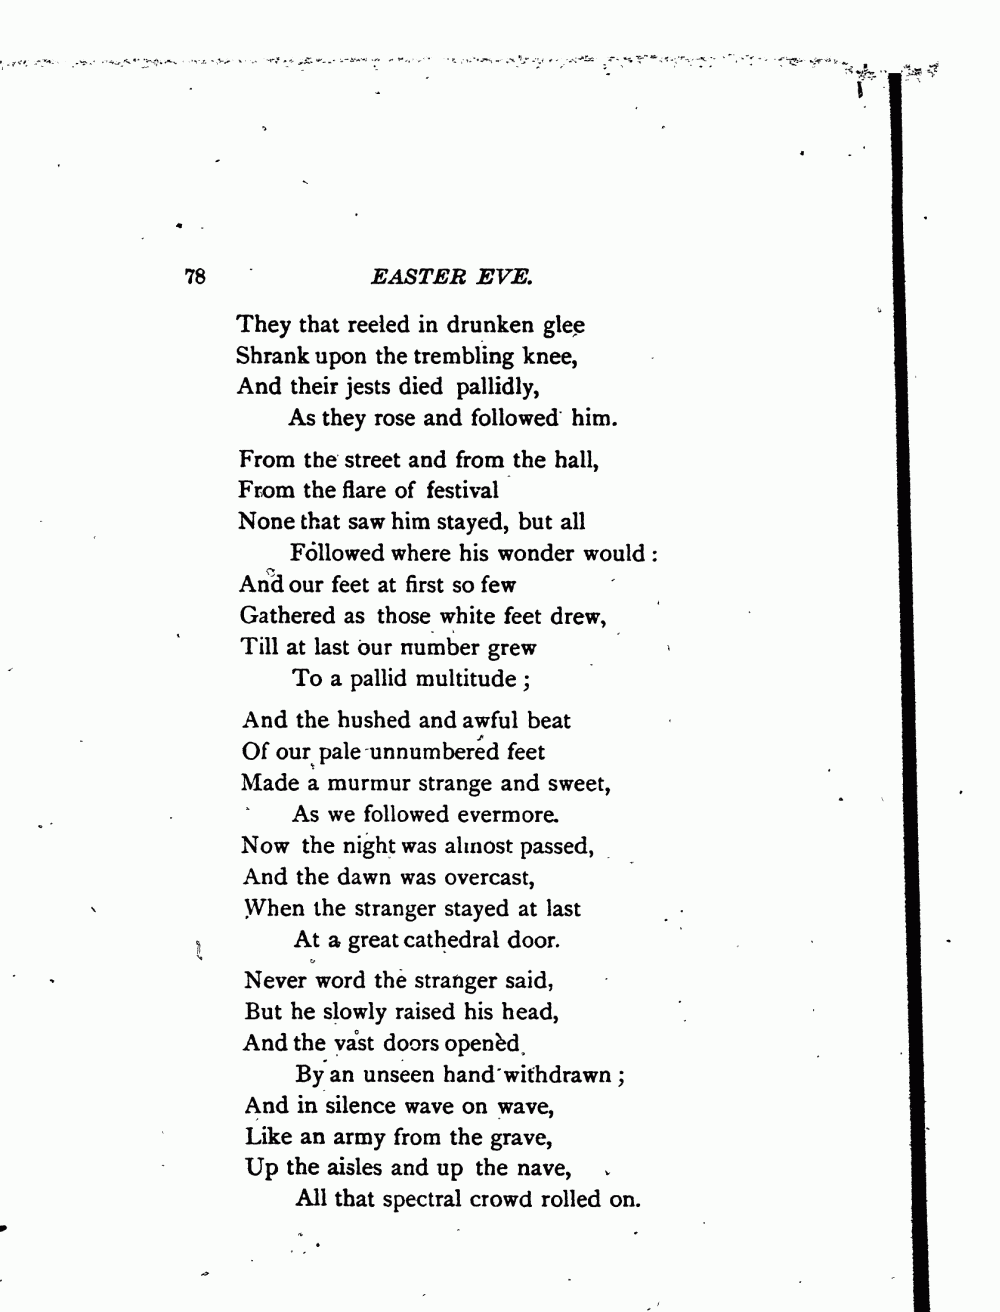 78
EASTER EVE.
They that reeled in drunken glee
Shrank upon the trembling knee,
And their jests died pallidly,
As they rose and followed him.
From the street and from the hall,
From the flare of festival
None that saw him stayed, but all
Followed where his wonder would :
And our feet at first so few
Gathered as those white feet drew,
Till at last our number grew
To a pallid multitude ;
And the hushed and awful beat
Of our pale unnumbered feet
Made a murmur strange and sweet,
As we followed evermore.
Now the night was almost passed,
And the dawn was overcast,
When the stranger stayed at last
At a great cathedral door.
Never word the stranger said,
But he slowly raised his head,
And the vast doors openèd
By an unseen hand withdrawn ;
And in silence wave on wave,
Like an army from the grave,
Up the aisles and up the nave,
All that spectral crowd rolled on.